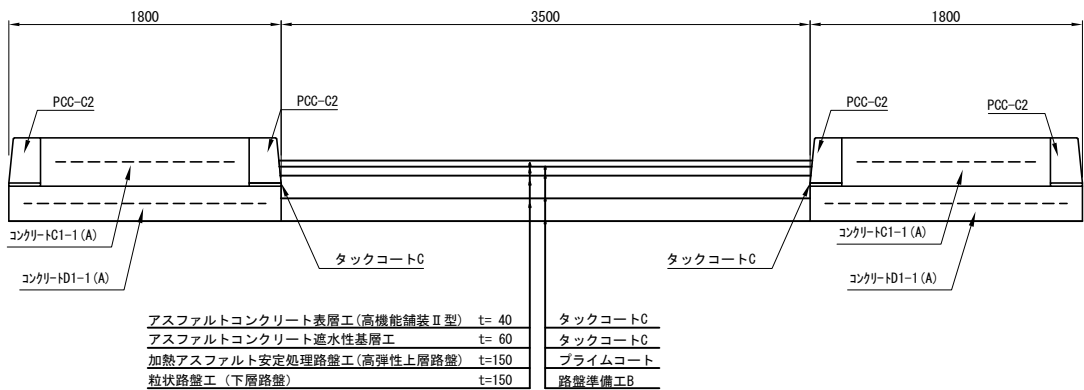 1800 3500 1800
PCC-C2 PCC-C2 PCC-C2 PCC-C2
コンクリートC1-1(A) コンクリートC1-1(A)
タックコートC タックコートC
コンクリートD1-1(A) コンクリートD1-1(A)
アスファルトコンクリート表層工(高機能舗装Ⅱ型) t= 40 タックコートC
アスファルトコンクリート遮水性基層工 t= 60 タックコートC
加熱アスファルト安定処理路盤工(高弾性上層路盤) t=150 プライムコート
粒状路盤工(下層路盤) t=150 路盤準備工B